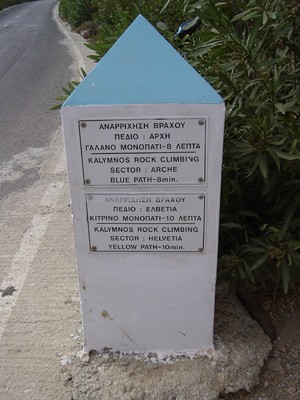 ΑΝΑΡΡΙΧΗΣΗ ΒΡΑΧΟΥ
ΠΕΔΙΟ : ΑΡΧΗ
ΓΑΛΑΝΟ ΜΟΝΟΠΑΤΙ-8 ΛΕΠΤΑ
KALYMNOS ROCK CLIMBING
SECTOR : ARCHE
BLUE PATH-8min.
ΑΝΑΡΡΙΧΗΣΗ ΒΡΑΧΟΥ
ΠΕΔΙΟ : ΕΛΒΕΤΙΑ
ΚΙΤΡΙΝΟ ΜΟΝΟΠΑΤΙ-10 ΛΕΠΤΑ
KALYMNOS ROCK CLIMBING
SECTOR : HELVETIA
YELLOW PATH-10min.